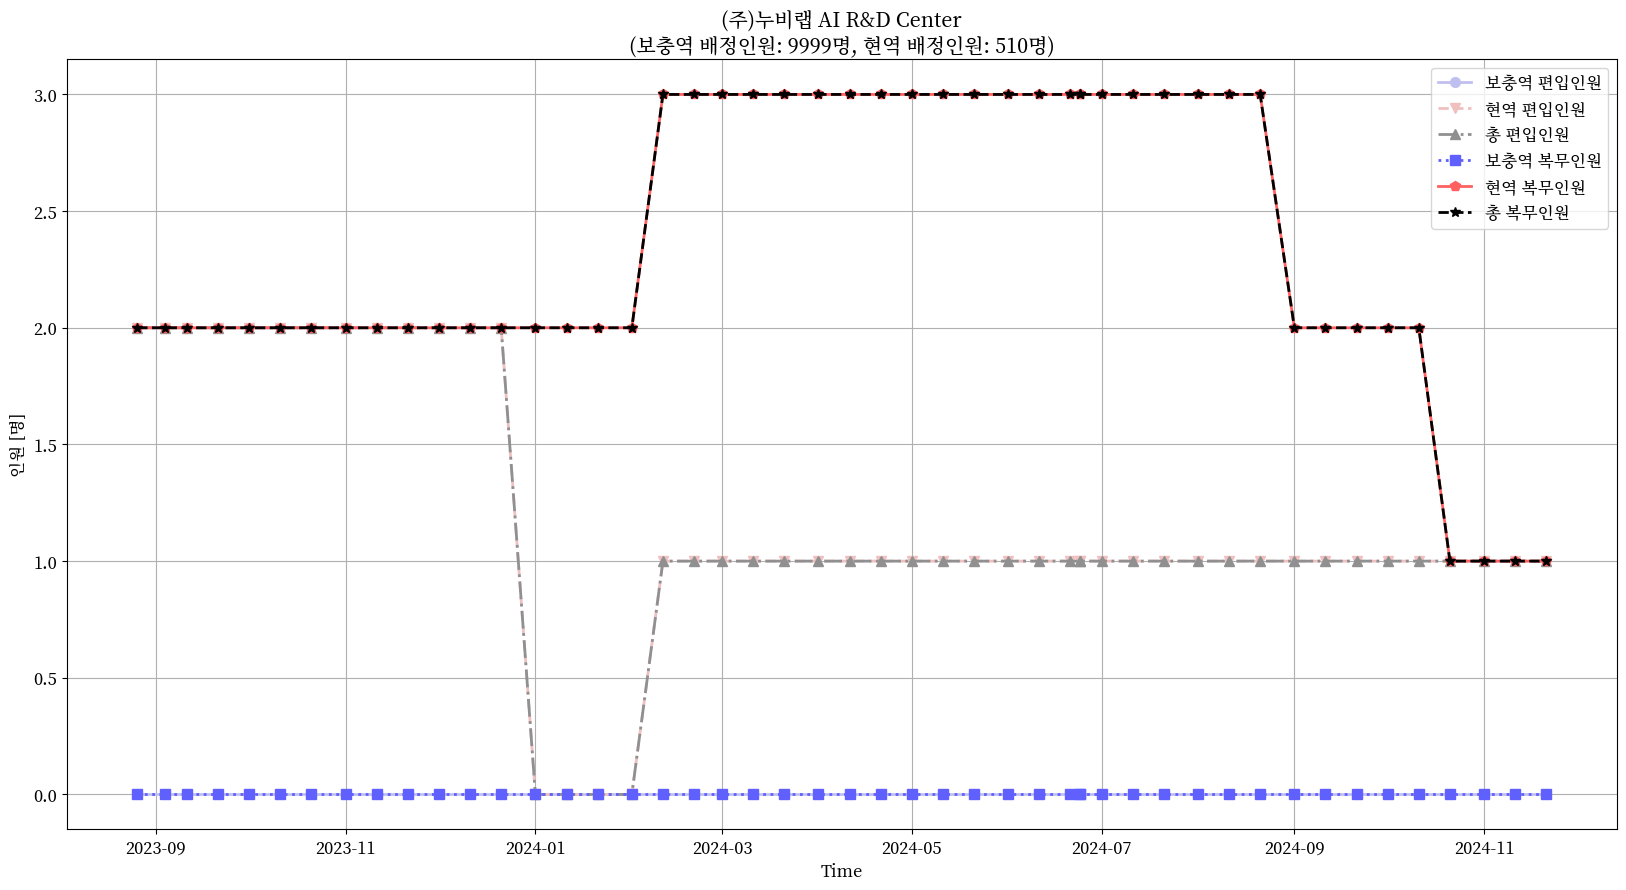 (주)누비랩 AI R&D Center
(보충역 배정인원: 9999명, 현역 배정인원: 510명)
보충역 편입인원
현역 편입인원
총 편입인원
보충역 복무인원
현역 복무인원
총 복무인원
3.0
2.5
2.0
1.5
1.0
0.5
0.0
인원 [명]
2023-09 2023-11 2024-01 2024-03 2024-05 2024-07 2024-09 2024-11
Time